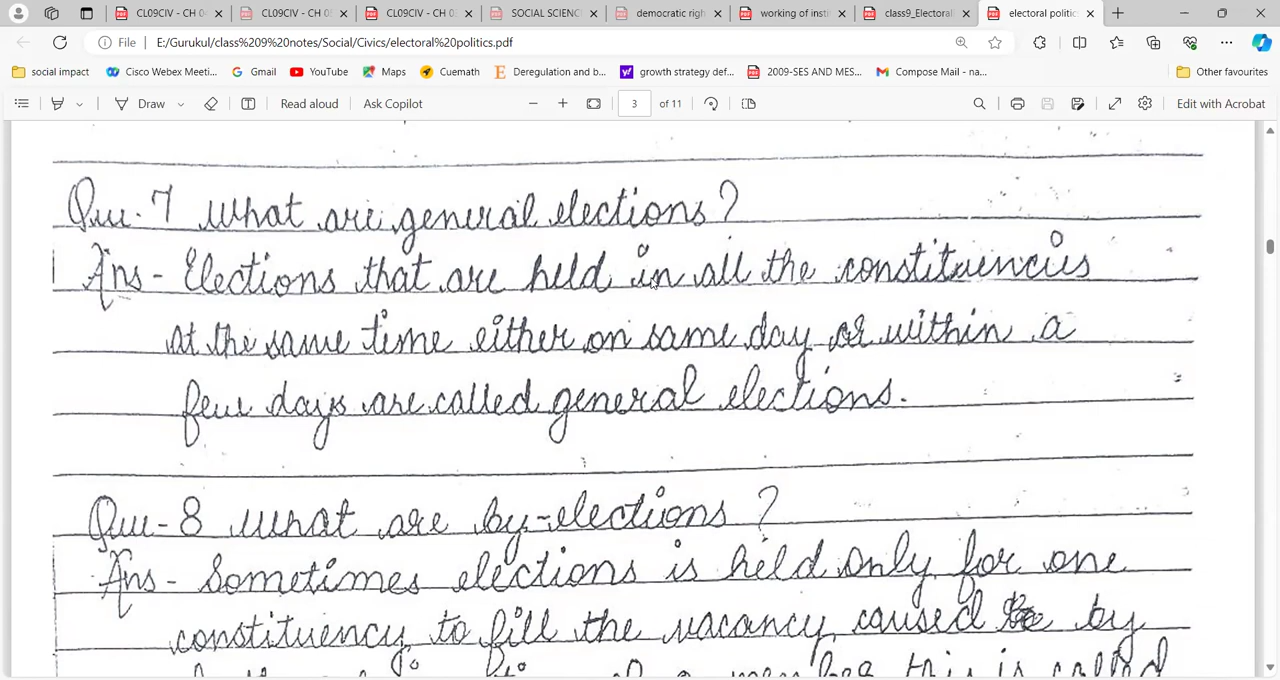 CL09CIV - CH 0
CL09CIV - CH 0
CL09CIV - CH 0
SOCIAL SCIENC
democratic righ
working of insti
class9_Electoral
electoral politic
File
E:/Gurukul/class%209%20notes/Social/Civics/electoral%20politics.pdf
social impact
Cisco Webex Meeti...
Gmail
YouTube
Maps
Cuemath
Deregulation and b...
growth strategy def...
2009-SES AND MES...
Compose Mail - na...
Other favourites
Draw
Read aloud
Ask Copilot
3 of 11
Edit with Acrobat
Que-7 What are general elections?
Ans - Elections that are held in all the constituencies
at the same time either on same day or within a
few days are called general elections.
Que-8 what are by-elections?
Ans - Sometimes elections is held only for one
constituency to fill the vacancy caused by
member this is called